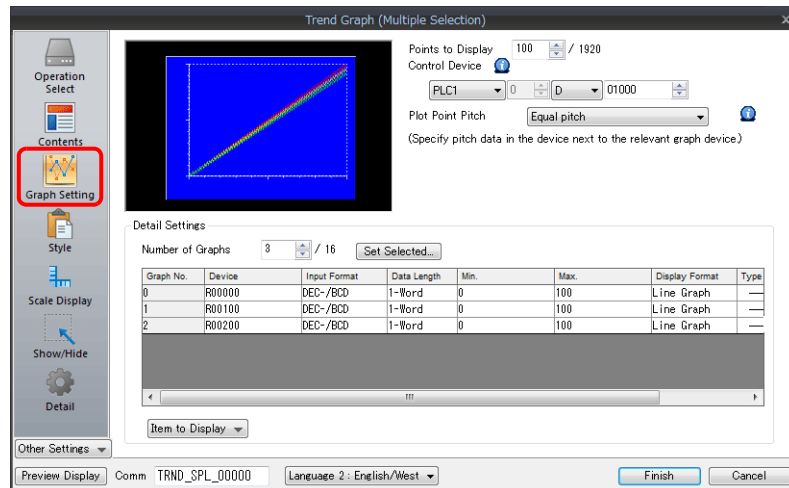 Trend Graph (Multiple Selection)
Operation
Select
Contents
Graph Setting
Style
Scale Display
Show/Hide
Detail
Other Settings
Points to Display 100 / 1920
Control Device
PLC1 0 D 01000
Plot Point Pitch Equal pitch
(Specify pitch data in the device next to the relevant graph device.)
Detail Settings
Number of Graphs 3 / 16 Set Selected...
Graph No. Device Input Format Data Length Min. Max. Display Format Type
0 R00000 DEC-/BCD 1-Word 0 100 Line Graph
1 R00100 DEC-/BCD 1-Word 0 100 Line Graph
2 R00200 DEC-/BCD 1-Word 0 100 Line Graph
Item to Display
Preview Display Comm TRND_SPL_00000 Language 2 : English/West Finish Cancel